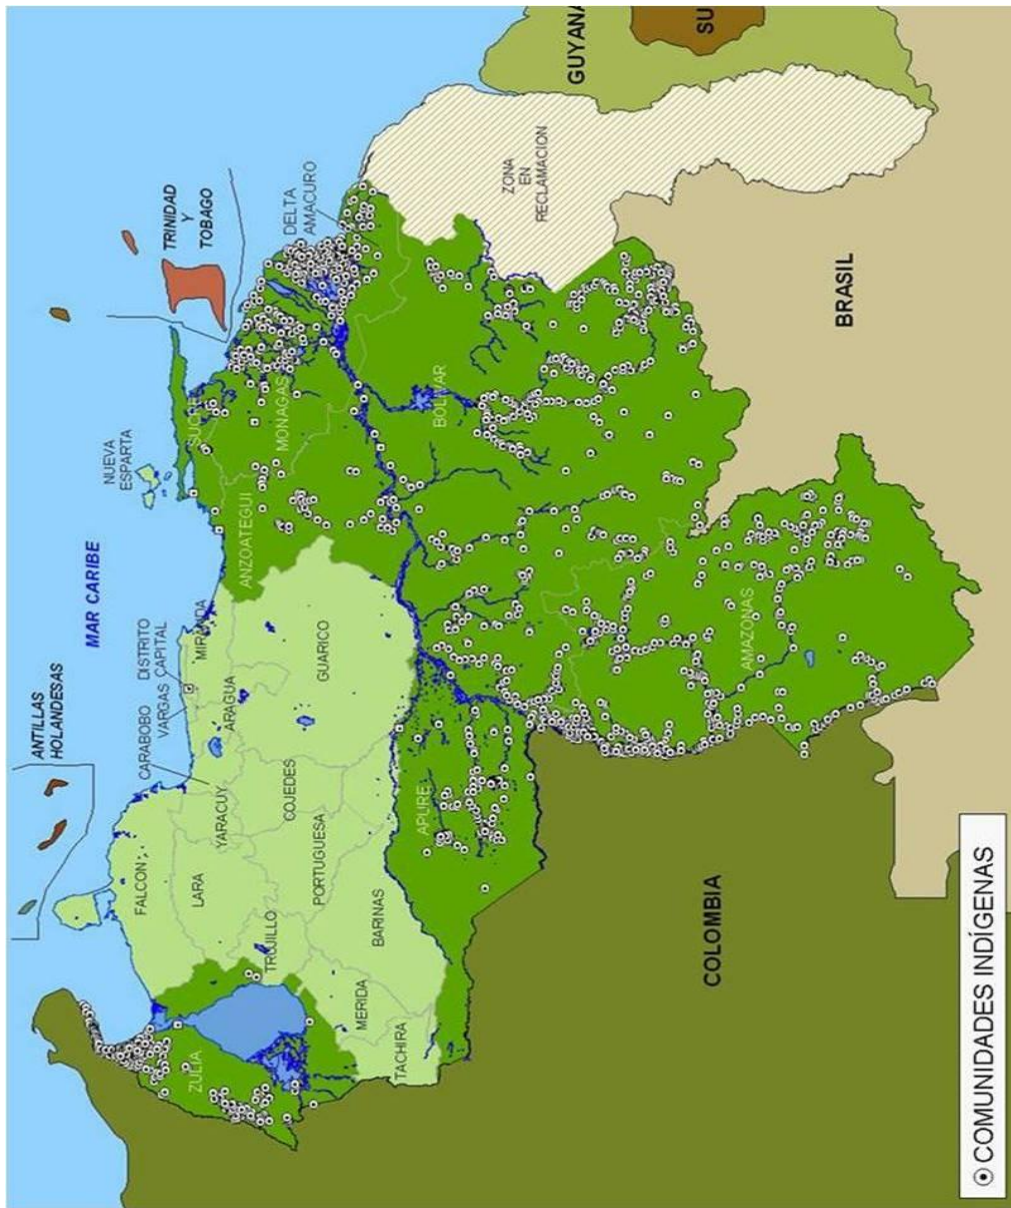 ANTILLAS
HOLANDESAS
MAR CARIBE
NUEVA
ESPARTA
TRINIDAD
Y
TOBAGO
DISTRITO
CAPITAL
VARGAS
CARABOBO
FALCON
MIRANDA
SUCRE
DELTA
AMACURO
ZULIA
LARA
YARACUY
ARAGUA
ANZOATEGUI
MONAGAS
TRUJILLO
COJEDES
PORTUGUESA
GUARICO
MERIDA
BARINAS
TACHIRA
APURE
BOLIVAR
ZONA
EN
RECLAMACION
GUYANA
SU
COLOMBIA
AMAZONAS
BRASIL
COMUNIDADES INDÍGENAS